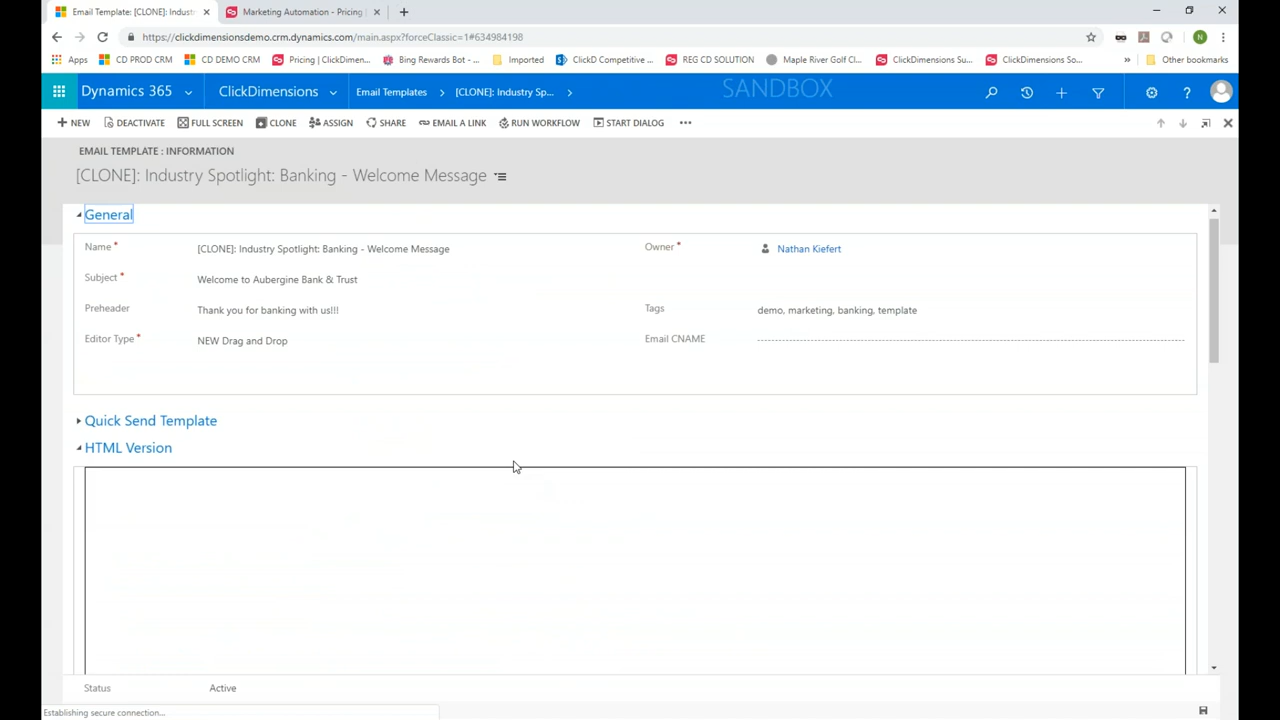 Email Template: [CLONE]: Indust
Marketing Automation - Pricing |
https://clickdimensionsdemo.crm.dynamics.com/main.aspx?forceClassic=1#634984198
N
Apps CD PROD CRM CD DEMO CRM Pricing | ClickDimen... Bing Rewards Bot - ... Imported ClickD Competitive ... REG CD SOLUTION Maple River Golf Cl... ClickDimensions Su... ClickDimensions So... » Other bookmarks
Dynamics 365 ClickDimensions Email Templates [CLONE]: Industry Sp... SANDBOX
NEW DEACTIVATE FULL SCREEN CLONE ASSIGN SHARE EMAIL A LINK RUN WORKFLOW START DIALOG
EMAIL TEMPLATE : INFORMATION
[CLONE]: Industry Spotlight: Banking - Welcome Message
General
Name * [CLONE]: Industry Spotlight: Banking - Welcome Message Owner * Nathan Kiefert
Subject * Welcome to Aubergine Bank & Trust
Preheader Thank you for banking with us!!! Tags demo, marketing, banking, template
Editor Type * NEW Drag and Drop Email CNAME
Quick Send Template
HTML Version
Status Active
Establishing secure connection...